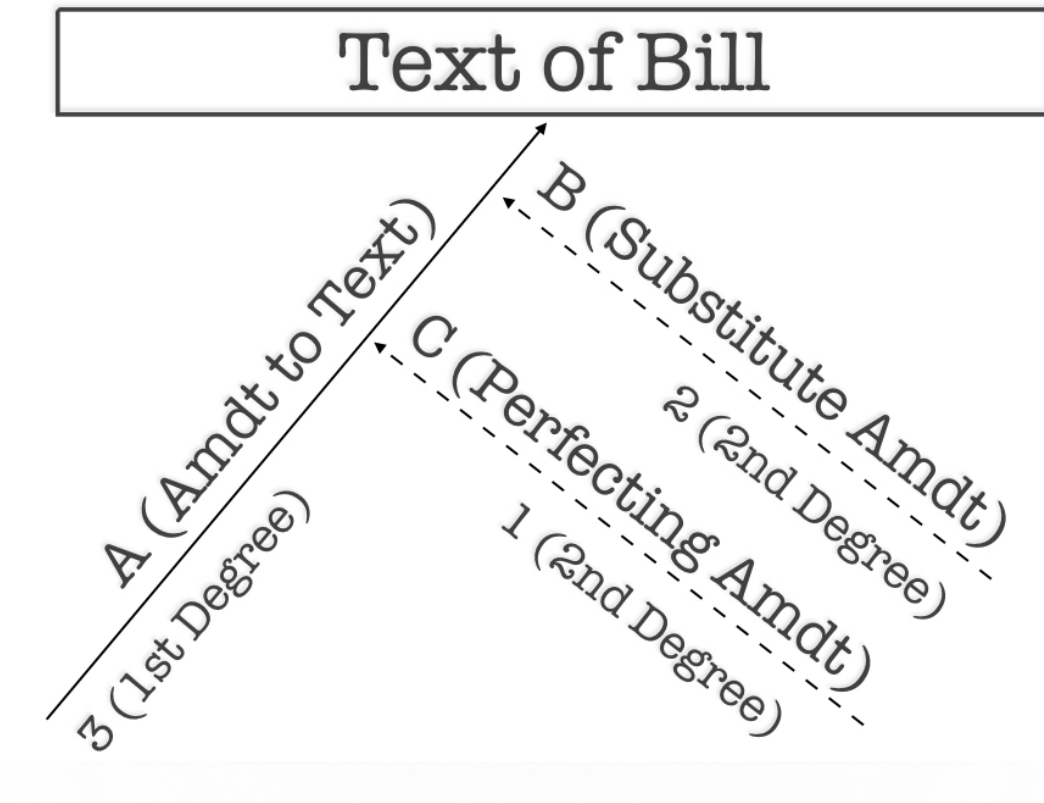 Text of Bill
A (Amdt to Text)
3 (1st Degree)
B (Substitute Amdt)
2 (2nd Degree)
C (Perfecting Amdt)
1 (2nd Degree)